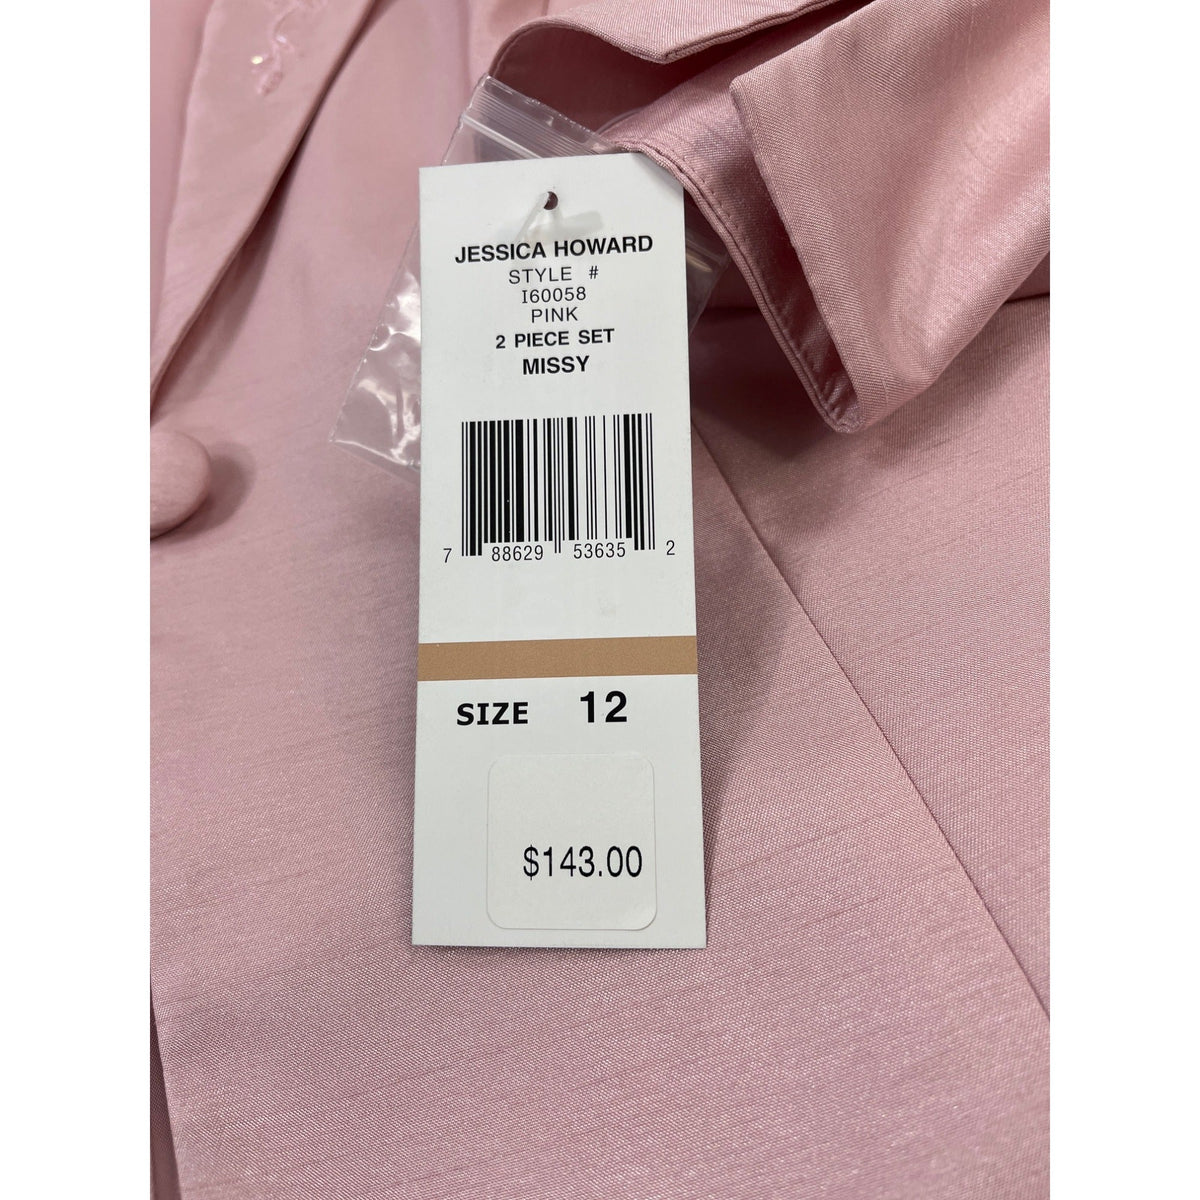 JESSICA HOWARD
STYLE #
I60058
PINK
2 PIECE SET
MISSY
7 88629 53635 2
SIZE 12
$143.00